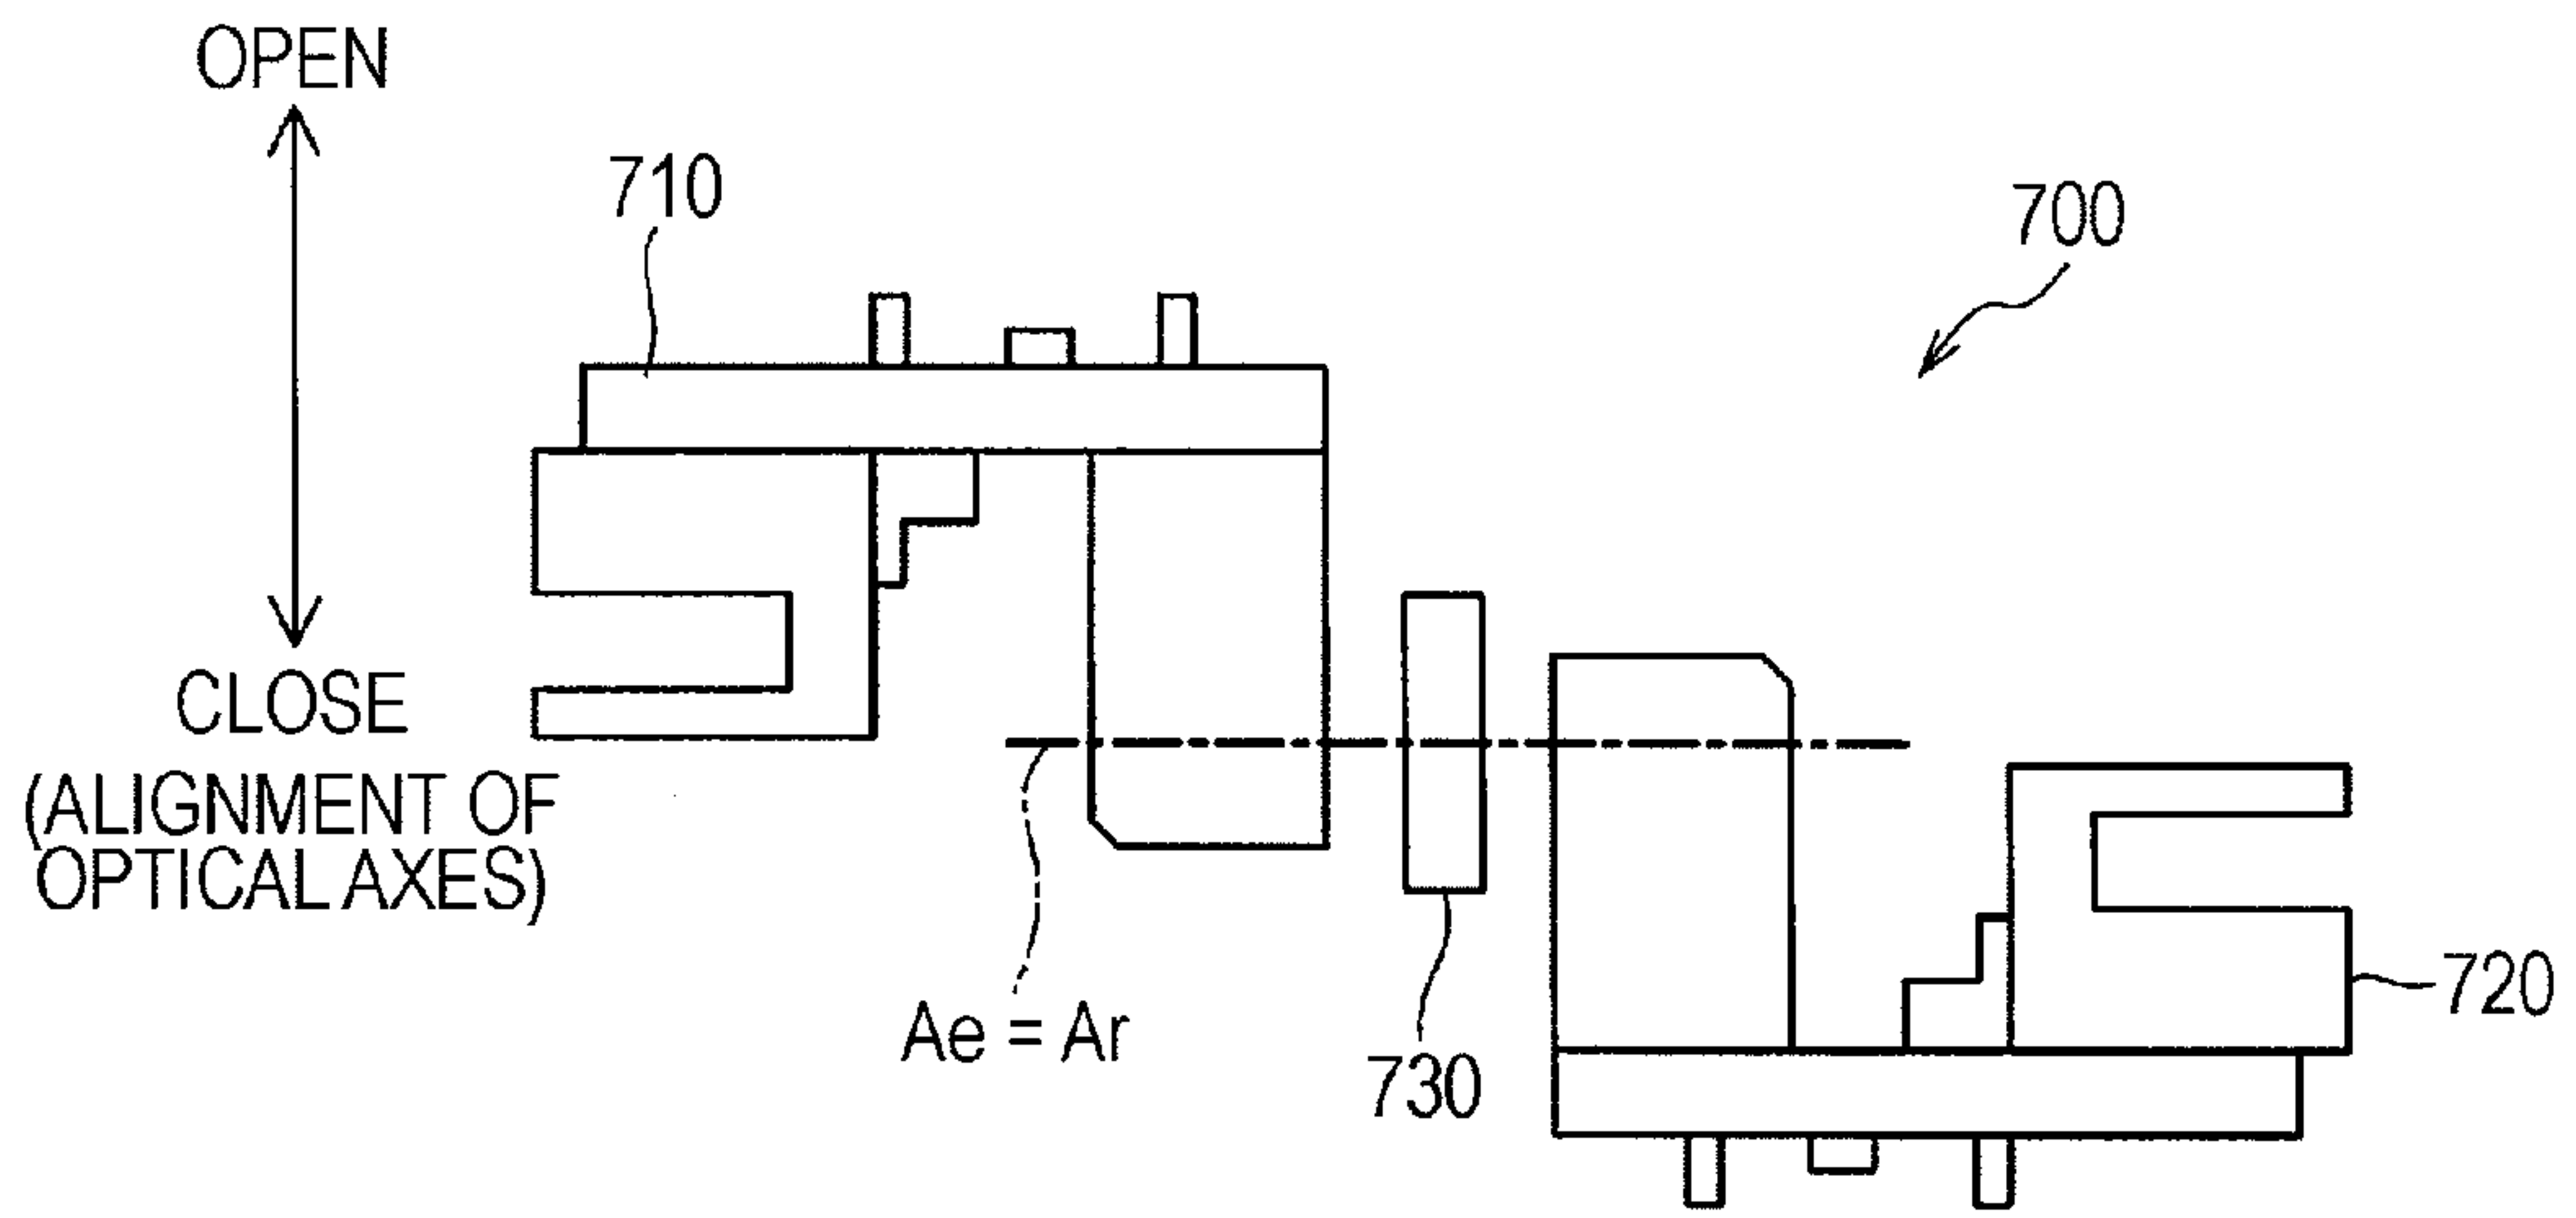 OPEN
710
700
CLOSE
(ALIGNMENT OF
OPTICAL AXES)
Ae = Ar
730
720